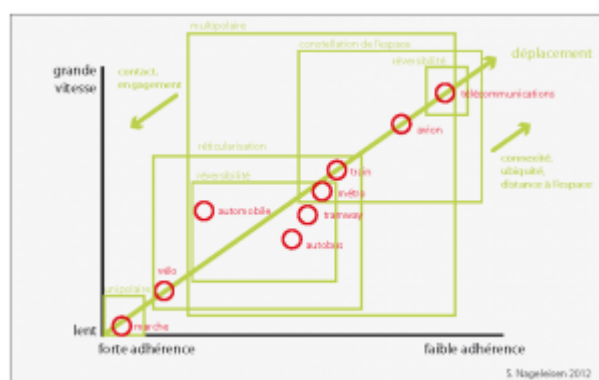 multipolaire
constellation de l'espace
déplacement
réversibilité
grande
vitesse
contact,
engagement
télécommunications
avion
connexité,
ubiquité,
distance à l'espace
réticularisation
train
réversibilité
métro
automobile
tramway
autobus
vélo
unipolaire
marche
lent
forte adhérence
faible adhérence
S. Nageleisen 2012